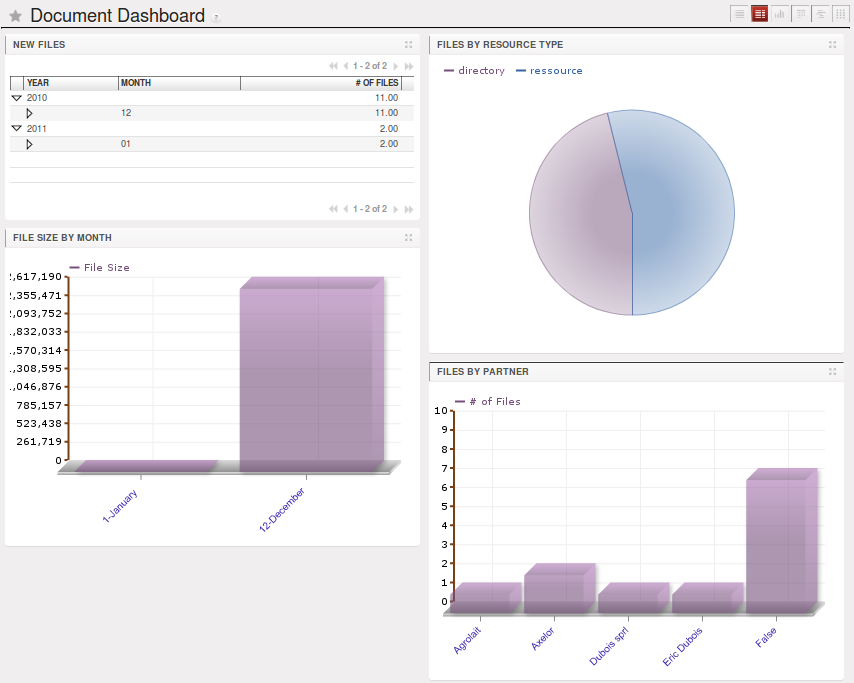 Document Dashboard ?
NEW FILES
1 - 2 of 2
YEAR MONTH # OF FILES
2010 11.00
12 11.00
2011 2.00
01 2.00
1 - 2 of 2
FILE SIZE BY MONTH
File Size
,617,190
,355,471
,093,752
,832,033
,570,314
,308,595
,046,876
785,157
523,438
261,719
0
1-January
12-December
FILES BY RESOURCE TYPE
directory ressource
FILES BY PARTNER
# of Files
10
9
8
7
6
5
4
3
2
1
0
Agrolait
Axelor
Dubois sprl
Eric Dubois
False